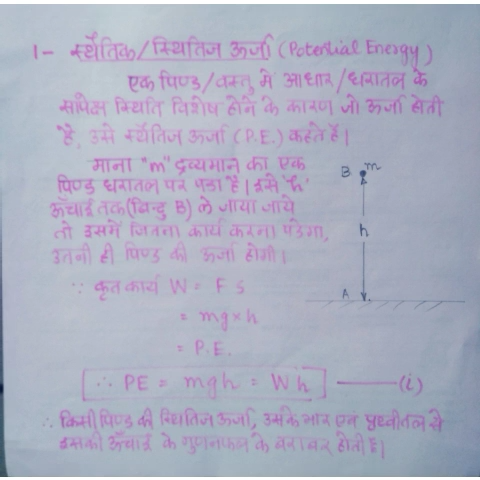 1- स्थैतिक/स्थितिज ऊर्जा (Potential Energy)
एक पिण्ड/वस्तु में आधार/धरातल के
सापेक्ष स्थिति विशेष होने के कारण जो ऊर्जा होती
है, उसे स्थैतिज ऊर्जा (P.E.) कहते हैं।
माना "m" द्रव्यमान का एक
पिण्ड धरातल पर पड़ा है। इसे 'h'
ऊँचाई तक (बिन्दु B) ले जाया जाये
तो उसमें जितना कार्य करना पड़ेगा,
उतनी ही पिण्ड की ऊर्जा होगी।
B m
h
A
∵ कृत कार्य W = F s
= mg×h
= P.E.
[∴ PE = mgh = Wh] —— (i)
∴ किसी पिण्ड की स्थितिज ऊर्जा, उसके भार एवं पृथ्वीतल से
इसकी ऊँचाई के गुणनफल के बराबर होती है।